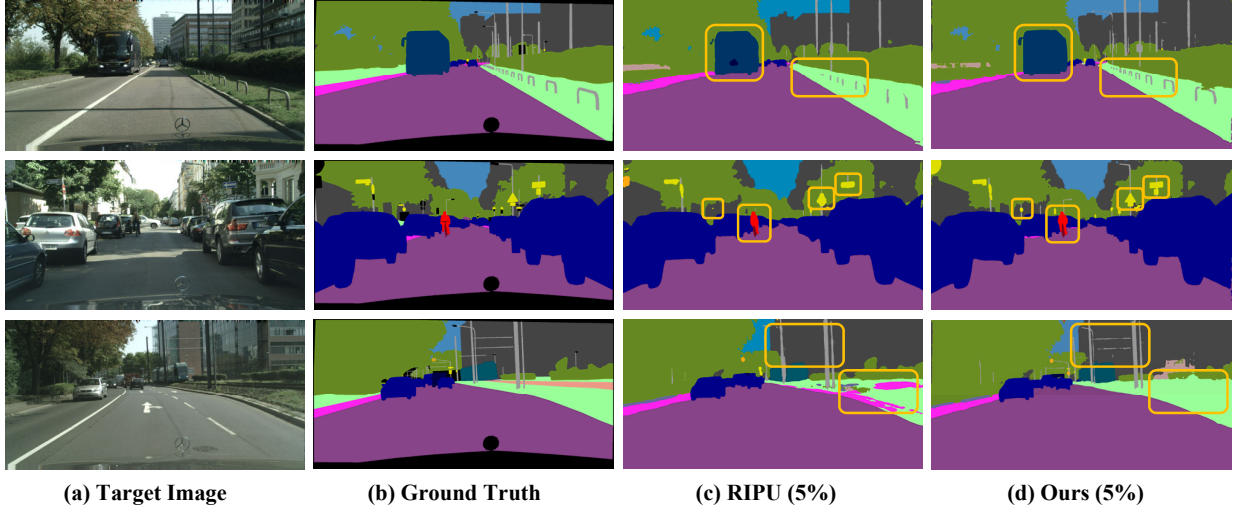 (a) Target Image
(b) Ground Truth
(c) RIPU (5%)
(d) Ours (5%)